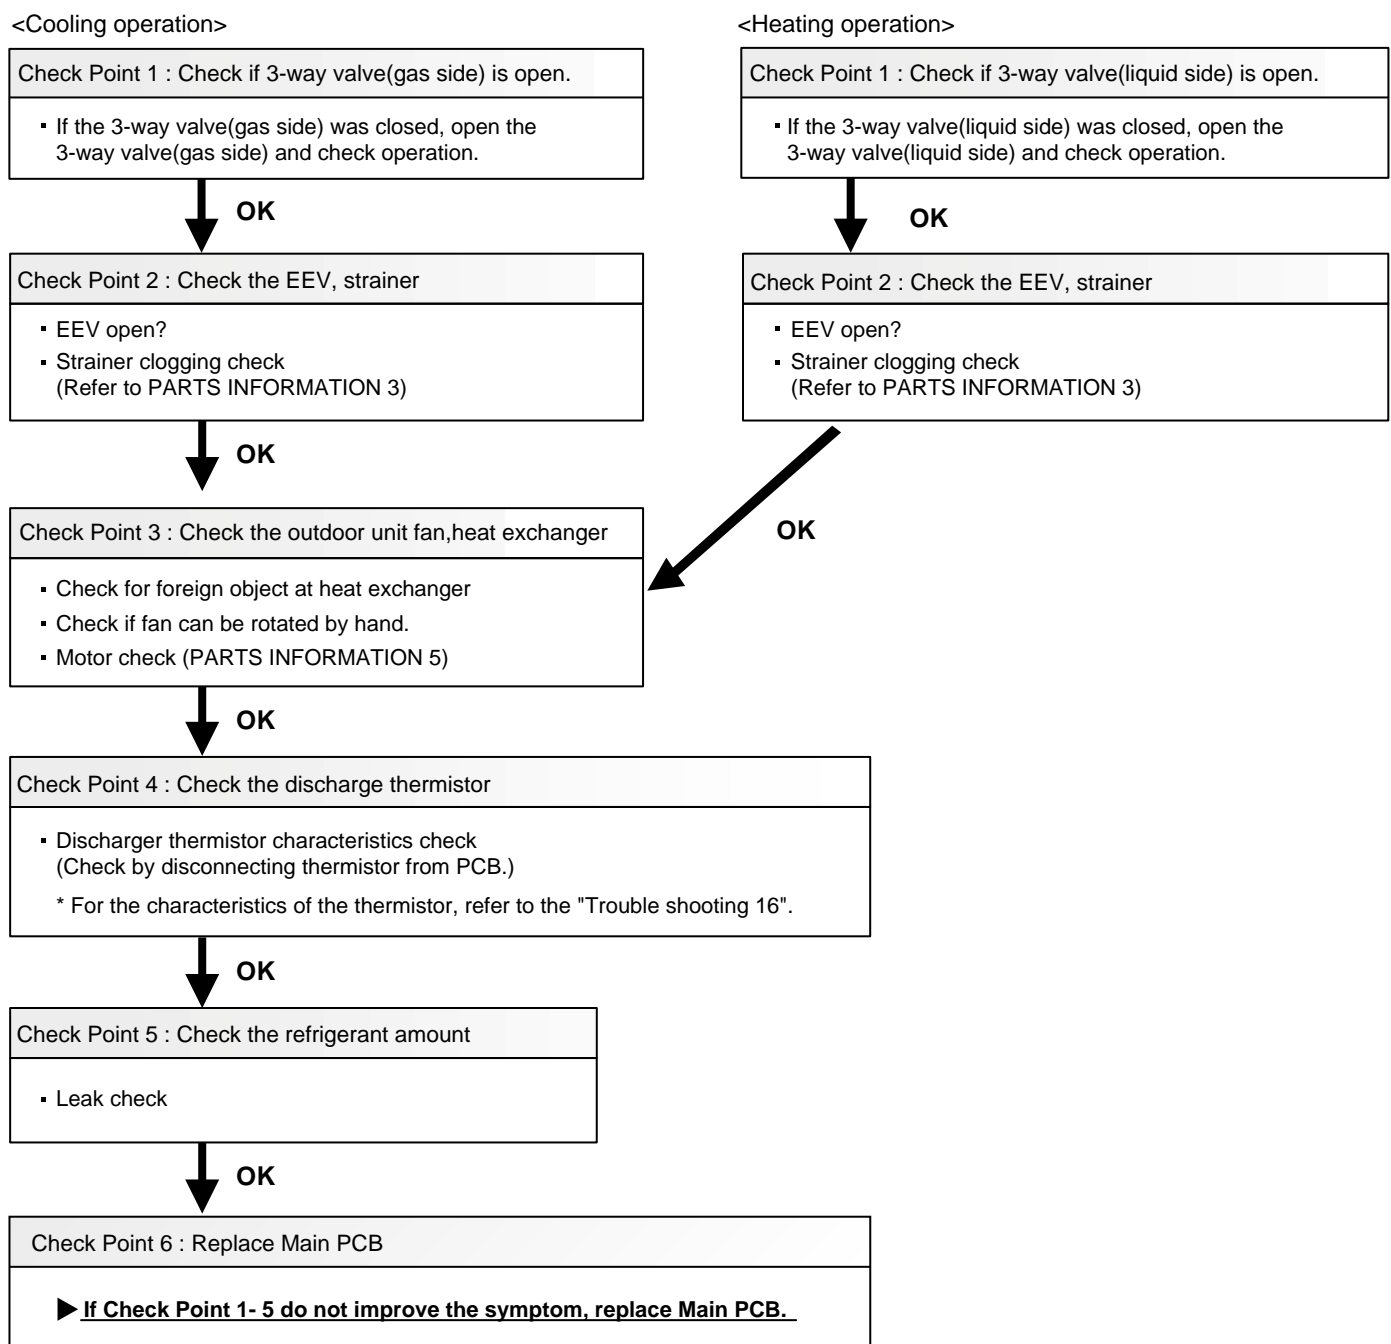 <Cooling operation>
Check Point 1 : Check if 3-way valve(gas side) is open.
▪ If the 3-way valve(gas side) was closed, open the
3-way valve(gas side) and check operation.
OK
Check Point 2 : Check the EEV, strainer
▪ EEV open?
▪ Strainer clogging check
(Refer to PARTS INFORMATION 3)
OK
<Heating operation>
Check Point 1 : Check if 3-way valve(liquid side) is open.
▪ If the 3-way valve(liquid side) was closed, open the
3-way valve(liquid side) and check operation.
OK
Check Point 2 : Check the EEV, strainer
▪ EEV open?
▪ Strainer clogging check
(Refer to PARTS INFORMATION 3)
OK
Check Point 3 : Check the outdoor unit fan,heat exchanger
▪ Check for foreign object at heat exchanger
▪ Check if fan can be rotated by hand.
▪ Motor check (PARTS INFORMATION 5)
OK
Check Point 4 : Check the discharge thermistor
▪ Discharger thermistor characteristics check
(Check by disconnecting thermistor from PCB.)
* For the characteristics of the thermistor, refer to the "Trouble shooting 16".
OK
Check Point 5 : Check the refrigerant amount
▪ Leak check
OK
Check Point 6 : Replace Main PCB
▶ If Check Point 1- 5 do not improve the symptom, replace Main PCB.